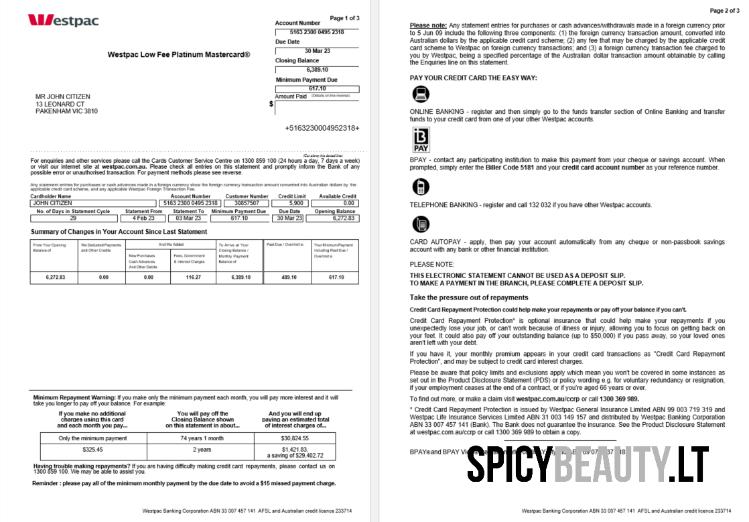 Westpac
Page 1 of 3
Account Number
5163 2300 0495 2318
Due Date
30 Mar 23
Westpac Low Fee Platinum Mastercard®
Closing Balance
6,389.10
Minimum Payment Due
617.10
Amount Paid
$
MR JOHN CITIZEN
13 LEONARD CT
PAKENHAM VIC 3810
+5163230004952318+
For enquiries and other services please call the Cards Customer Service Centre on 1300 859 100 (24 hours a day, 7 days a week)
or visit our internet site at westpac.com.au. Please check all entries on this statement and promptly inform the Bank of any
possible error or unauthorised transaction. For payment methods please see reverse
Any statement entries for purchases or cash advances made in a foreign currency show the foreign currency amount converted into Australian dollars by the
applicable credit card scheme, and any applicable Westpac Foreign Transaction Fee.
Cardholder Name Account Number Customer Number Credit Limit Available Credit
JOHN CITIZEN 5163 2300 0495 2318 30857507 5,900 0.00
No. of Days in Statement Cycle Statement From Statement To Minimum Payment Due Due Date Opening Balance
29 4 Feb 23 03 Mar 23 617.10 30 Mar 23 6,272.83
Summary of Changes in Your Account Since Last Statement
From Your Opening Balance of
We Deducted Payments and Other Credits
And We Added
New Purchases Cash Advances And Other Debits
Fees, Government & Interest Charges
To Arrive at Your Closing Balance / Monthly Payment Balance of
Past Due / Overlimit is
Your Minimum Payment Including Past Due / Overlimit is
6,272.83 0.00 0.00 116.27 6,389.10 489.10 617.10
Minimum Repayment Warning: If you make only the minimum payment each month, you will pay more interest and it will
take you longer to pay off your balance. For example:
If you make no additional charges using this card and each month you pay...
You will pay off the Closing Balance shown on this statement in about...
And you will end up paying an estimated total of interest charges of...
Only the minimum payment 74 years 1 month $30,824.55
$325.45 2 years $1,421.83, a saving of $29,402.72
Having trouble making repayments? If you are having difficulty making credit card repayments, please contact us on
1300 859 100. We may be able to assist you.
Reminder : please pay all of the minimum monthly payment by the due date to avoid a $15 missed payment charge.
Westpac Banking Corporation ABN 33 007 457 141 AFSL and Australian credit licence 233714
Page 2 of 3
Please note: Any statement entries for purchases or cash advances/withdrawals made in a foreign currency prior
to 5 Jun 09 include the following three components: (1) the foreign currency amount, converted into
Australian dollars by the applicable credit card scheme; (2) any fee that may be charged by the applicable credit
card scheme to Westpac on foreign currency transactions; and (3) a foreign currency transaction fee charged to
you by Westpac, being a specified percentage of the Australian dollar transaction amount obtainable by calling
the Enquiries line on this statement.
PAY YOUR CREDIT CARD THE EASY WAY:
ONLINE BANKING - register and then simply go to the funds transfer section of Online Banking and transfer
funds to your credit card from one of your other Westpac accounts.
B
PAY
BPAY - contact any participating institution to make this payment from your cheque or savings account. When
prompted, simply enter the Biller Code 5181 and your credit card account number as your reference number.
TELEPHONE BANKING - register and call 132 032 if you have other Westpac accounts.
CARD AUTOPAY - apply, then pay your account automatically from any cheque or non-passbook savings
account with any bank or other financial institution.
PLEASE NOTE:
THIS ELECTRONIC STATEMENT CANNOT BE USED AS A DEPOSIT SLIP.
TO MAKE A PAYMENT IN THE BRANCH, PLEASE COMPLETE A DEPOSIT SLIP.
Take the pressure out of repayments
Credit Card Repayment Protection could help make your repayments or pay off your balance if you can't.
Credit Card Repayment Protection* is optional insurance that could help make your repayments if you
unexpectedly lose your job, or can't work because of illness or injury, allowing you to focus on getting back on
your feet. It could also pay off your outstanding balance (up to $50,000) if you pass away, so your loved ones
aren't left with your debt.
If you have it, your monthly premium appears in your credit card transactions as "Credit Card Repayment
Protection", and may be subject to credit card interest charges.
Please be aware that policy limits and exclusions apply which mean you won't be covered in some instances as
set out in the Product Disclosure Statement (PDS) or policy wording e.g. for voluntary redundancy or resignation,
if your employment ceases at the end of a contract, or if you're aged 66 years or over.
To find out more, or make a claim visit westpac.com.au/ccrp or call 1300 369 989.
* Credit Card Repayment Protection is issued by Westpac General Insurance Limited ABN 99 003 719 319 and
Westpac Life Insurance Services Limited ABN 31 003 149 157 and distributed by Westpac Banking Corporation
ABN 33 007 457 141 (Bank). The Bank does not guarantee the insurance. See the Product Disclosure Statement
at westpac.com.au/ccrp or call 1300 369 989 to obtain a copy.
BPAY and BPAY
SPICYBEAUTY.LT
Westpac Banking Corporation ABN 33 007 457 141 AFSL and Australian credit licence 233714